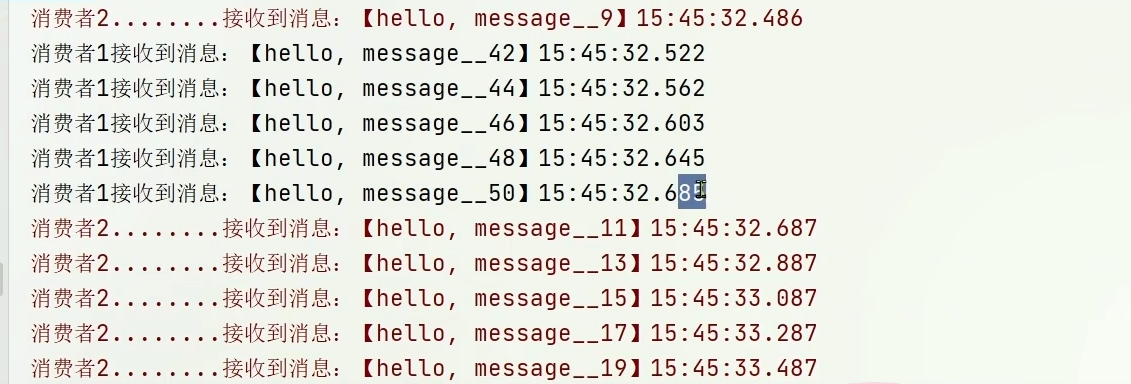 消费者2........接收到消息：【hello, message__9】15:45:32.486
消费者1接收到消息：【hello, message__42】15:45:32.522
消费者1接收到消息：【hello, message__44】15:45:32.562
消费者1接收到消息：【hello, message__46】15:45:32.603
消费者1接收到消息：【hello, message__48】15:45:32.645
消费者1接收到消息：【hello, message__50】15:45:32.685
消费者2........接收到消息：【hello, message__11】15:45:32.687
消费者2........接收到消息：【hello, message__13】15:45:32.887
消费者2........接收到消息：【hello, message__15】15:45:33.087
消费者2........接收到消息：【hello, message__17】15:45:33.287
消费者2........接收到消息：【hello, message__19】15:45:33.487